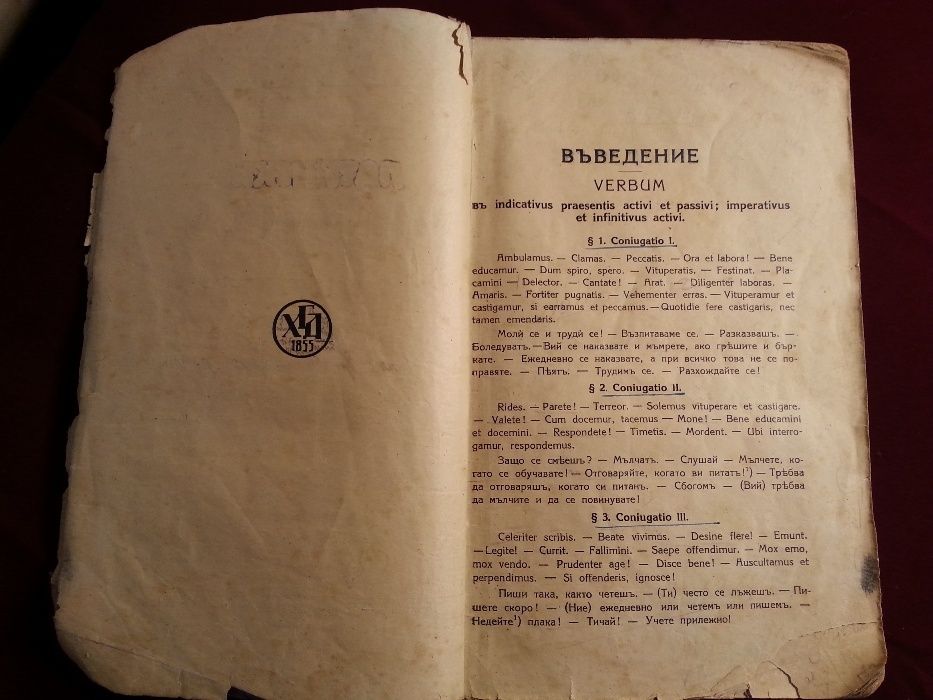 ХГД
1855
ВЪВЕДЕНИЕ
VERBUM
въ indicativus praesentis activi et passivi; imperativus
et infinitivus activi.
§ 1. Coniugatio I.
Ambulamus. — Clamas. — Peccatis. — Ora et labora! — Bene
educamur. — Dum spiro, spero. — Vituperatis. — Festinat. — Pla-
camini — Delector. — Cantate! — Arat. — Diligenter laboras. —
Amaris. — Fortiter pugnatis. — Vehementer erras. — Vituperamur et
castigamur, si earramus et peccamus. — Quotidie fere castigaris, nec
tamen emendaris.
Моли се и труди се! — Възпитаваме се. — Разказвашъ. —
Боледуватъ. — Вий се наказвате и мъмрете, ако грѣшите и бър-
кате. — Ежедневно се наказвате, а при всичко това не се по-
правяте. — Пѣятъ. — Трудимъ се. — Разхождайте се!
§ 2. Coniugatio II.
Rides. — Parete! — Terreor. — Solemus vituperare et castigare.
— Valete! — Cum docemur, tacemus — Mone! — Bene educamini
et docemini. — Respondete! — Timetis. — Mordent. — Ubi interro-
gamur, respondemus.
Защо се смѣешъ? — Мълчатъ. — Слушай — Мълчете, ко-
гато се обучавате! — Отговаряйте, когато ви питатъ!¹) — Трѣбва
да отговаряшъ, когато си питанъ. — Сбогомъ — (Вий) трѣбва
да мълчите и да се повинувате!
§ 3. Coniugatio III.
Celeriter scribis. — Beate vivimus. — Desine flere! — Emunt.
— Legite! — Currit. — Fallimini. — Saepe offendimur. — Mox emo,
mox vendo. — Prudenter age! — Disce bene! — Auscultamus et
perpendimus. — Si offenderis, ignosce!
Пиши така, както четешъ. — (Ти) често се лъжешъ. — Пи-
шете скоро! — (Ние) ежедневно или четемъ или пишемъ. —
Недейте¹) плака! — Тичай! — Учете прилежно!